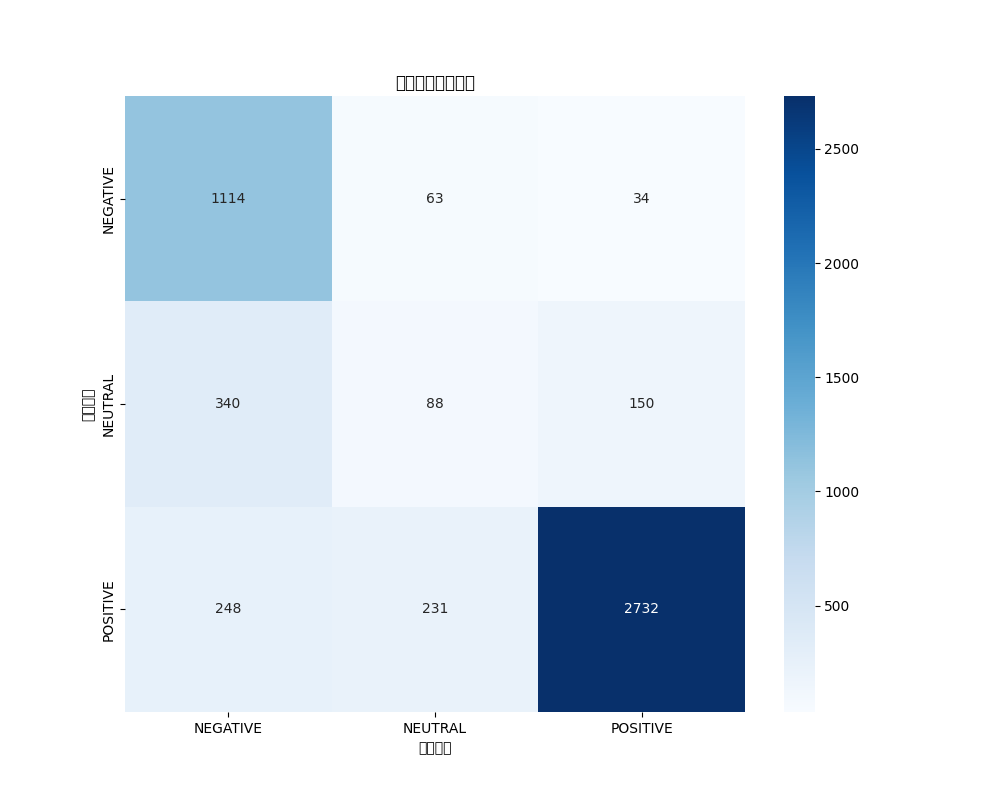 NEGATIVE
1114
63
34
NEUTRAL
340
88
150
POSITIVE
248
231
2732
NEGATIVE
NEUTRAL
POSITIVE
2500
2000
1500
1000
500